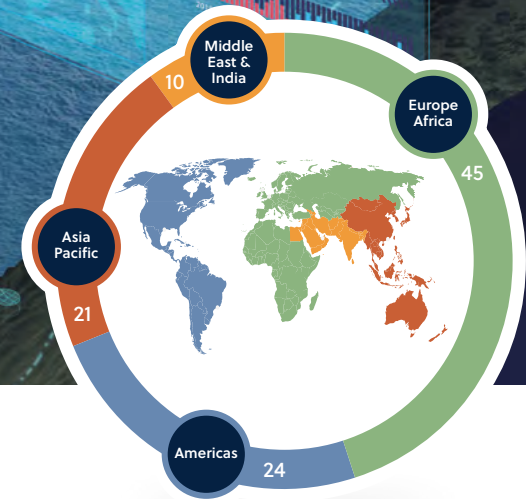 Middle
East &
India
10
Europe
Africa
45
Asia
Pacific
21
Americas
24